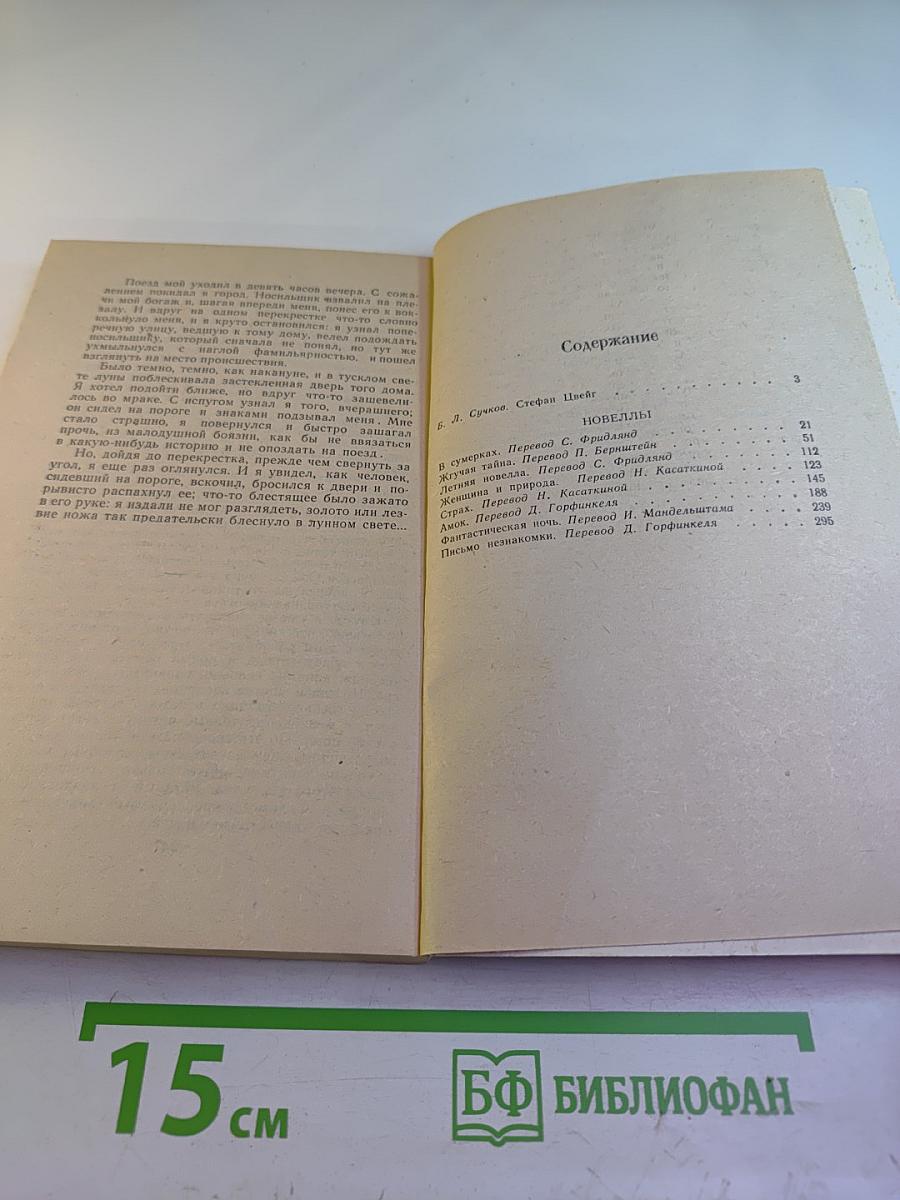 Поезд мой уходил в девять часов вечера. С сожа-
лением покидал я город. Носильщик взвалил на пле-
чи мой багаж и, шагая впереди меня, понес его к вок-
залу. И вдруг на одном перекрестке что-то словно
кольнуло меня, и я круто остановился: я узнал попе-
речную улицу, ведшую к тому дому, велел подождать
носильщику, который сначала не понял, но тут же
ухмыльнулся с наглой фамильярностью, и пошел
взглянуть на место происшествия.
Было темно, темно, как накануне, и в тусклом све-
те луны поблескивала застекленная дверь того дома.
Я хотел подойти ближе, но вдруг что-то зашевели-
лось во мраке. С испугом узнал я того, вчерашнего;
он сидел на пороге и знаками подзывал меня. Мне
стало страшно, я повернулся и быстро зашагал
прочь, из малодушной боязни, как бы не ввязаться
в какую-нибудь историю и не опоздать на поезд.
Но, дойдя до перекрестка, прежде чем свернуть за
угол, я еще раз оглянулся. И я увидел, как человек,
сидевший на пороге, вскочил, бросился к двери и по-
рывисто распахнул ее; что-то блестящее было зажато
в его руке: я издали не мог разглядеть, золото или лез-
вие ножа так предательски блеснуло в лунном свете...
Содержание
Б. Л. Сучков. Стефан Цвейг . . . . . . . . . . 3
НОВЕЛЛЫ
В сумерках. Перевод С. Фридлянд . . . . . . . 21
Жгучая тайна. Перевод П. Бернштейн . . . . . . 51
Летняя новелла. Перевод С. Фридлянд . . . . . . 112
Женщина и природа. Перевод Н. Касаткиной . . . . 123
Страх. Перевод Н. Касаткиной . . . . . . . . 145
Амок. Перевод Д. Горфинкеля . . . . . . . . 188
Фантастическая ночь. Перевод И. Мандельштама . . . . 239
Письмо незнакомки. Перевод Д. Горфинкеля . . . . . 295
15 см
БФ БИБЛИОФАН